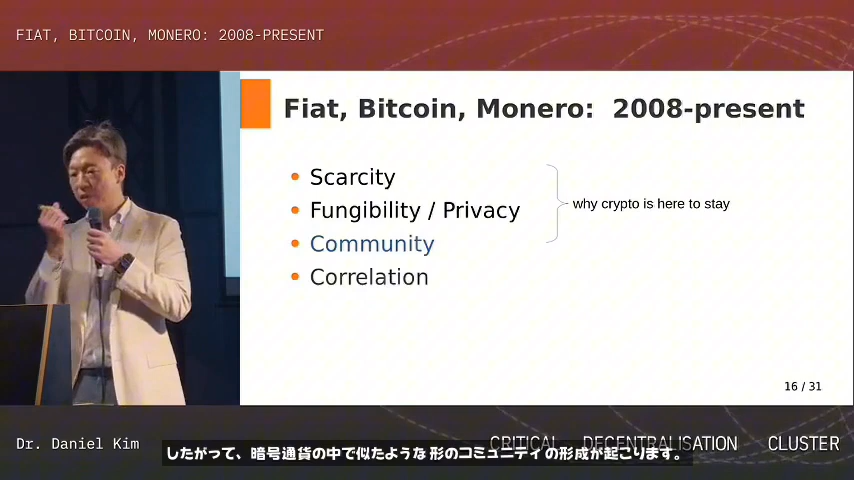 FIAT, BITCOIN, MONERO: 2008-PRESENT
Fiat, Bitcoin, Monero: 2008-present
Scarcity
Fungibility / Privacy
Community
Correlation
why crypto is here to stay
16 / 31
Dr. Daniel Kim
CRITICAL DECENTRALISATION CLUSTER
したがって、暗号通貨の中で似たような形のコミュニティの形成が起こります。